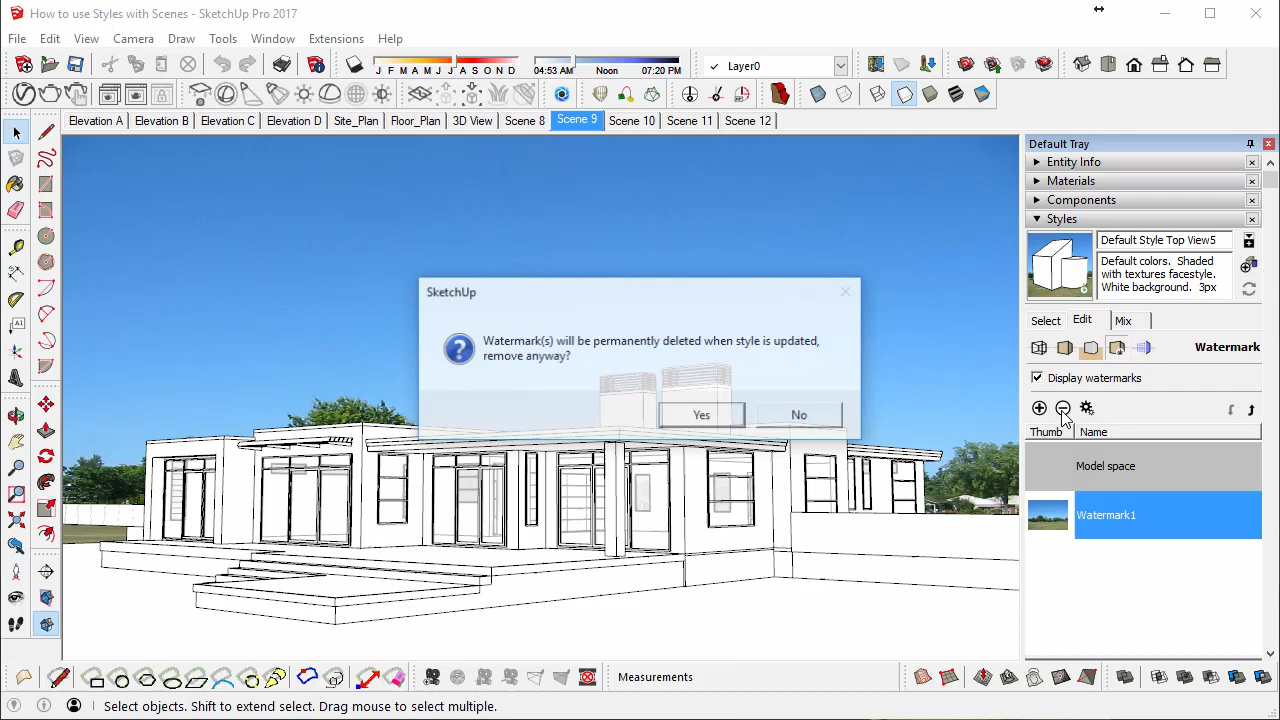 How to use Styles with Scenes - SketchUp Pro 2017
File Edit View Camera Draw Tools Window Extensions Help
J F M A M J J A S O N D
04:53 AM Noon 07:20 PM
Layer0
Elevation A Elevation B Elevation C Elevation D Site_Plan Floor_Plan 3D View Scene 8 Scene 9 Scene 10 Scene 11 Scene 12
Default Tray
Entity Info
Materials
Components
Styles
Default Style Top View5
Default colors. Shaded
with textures facestyle.
White background. 3px
Select Edit Mix
Watermark
Display watermarks
Thumb Name
Model space
Watermark1
SketchUp
Watermark(s) will be permanently deleted when style is updated,
remove anyway?
Yes No
A1
Measurements
Select objects. Shift to extend select. Drag mouse to select multiple.